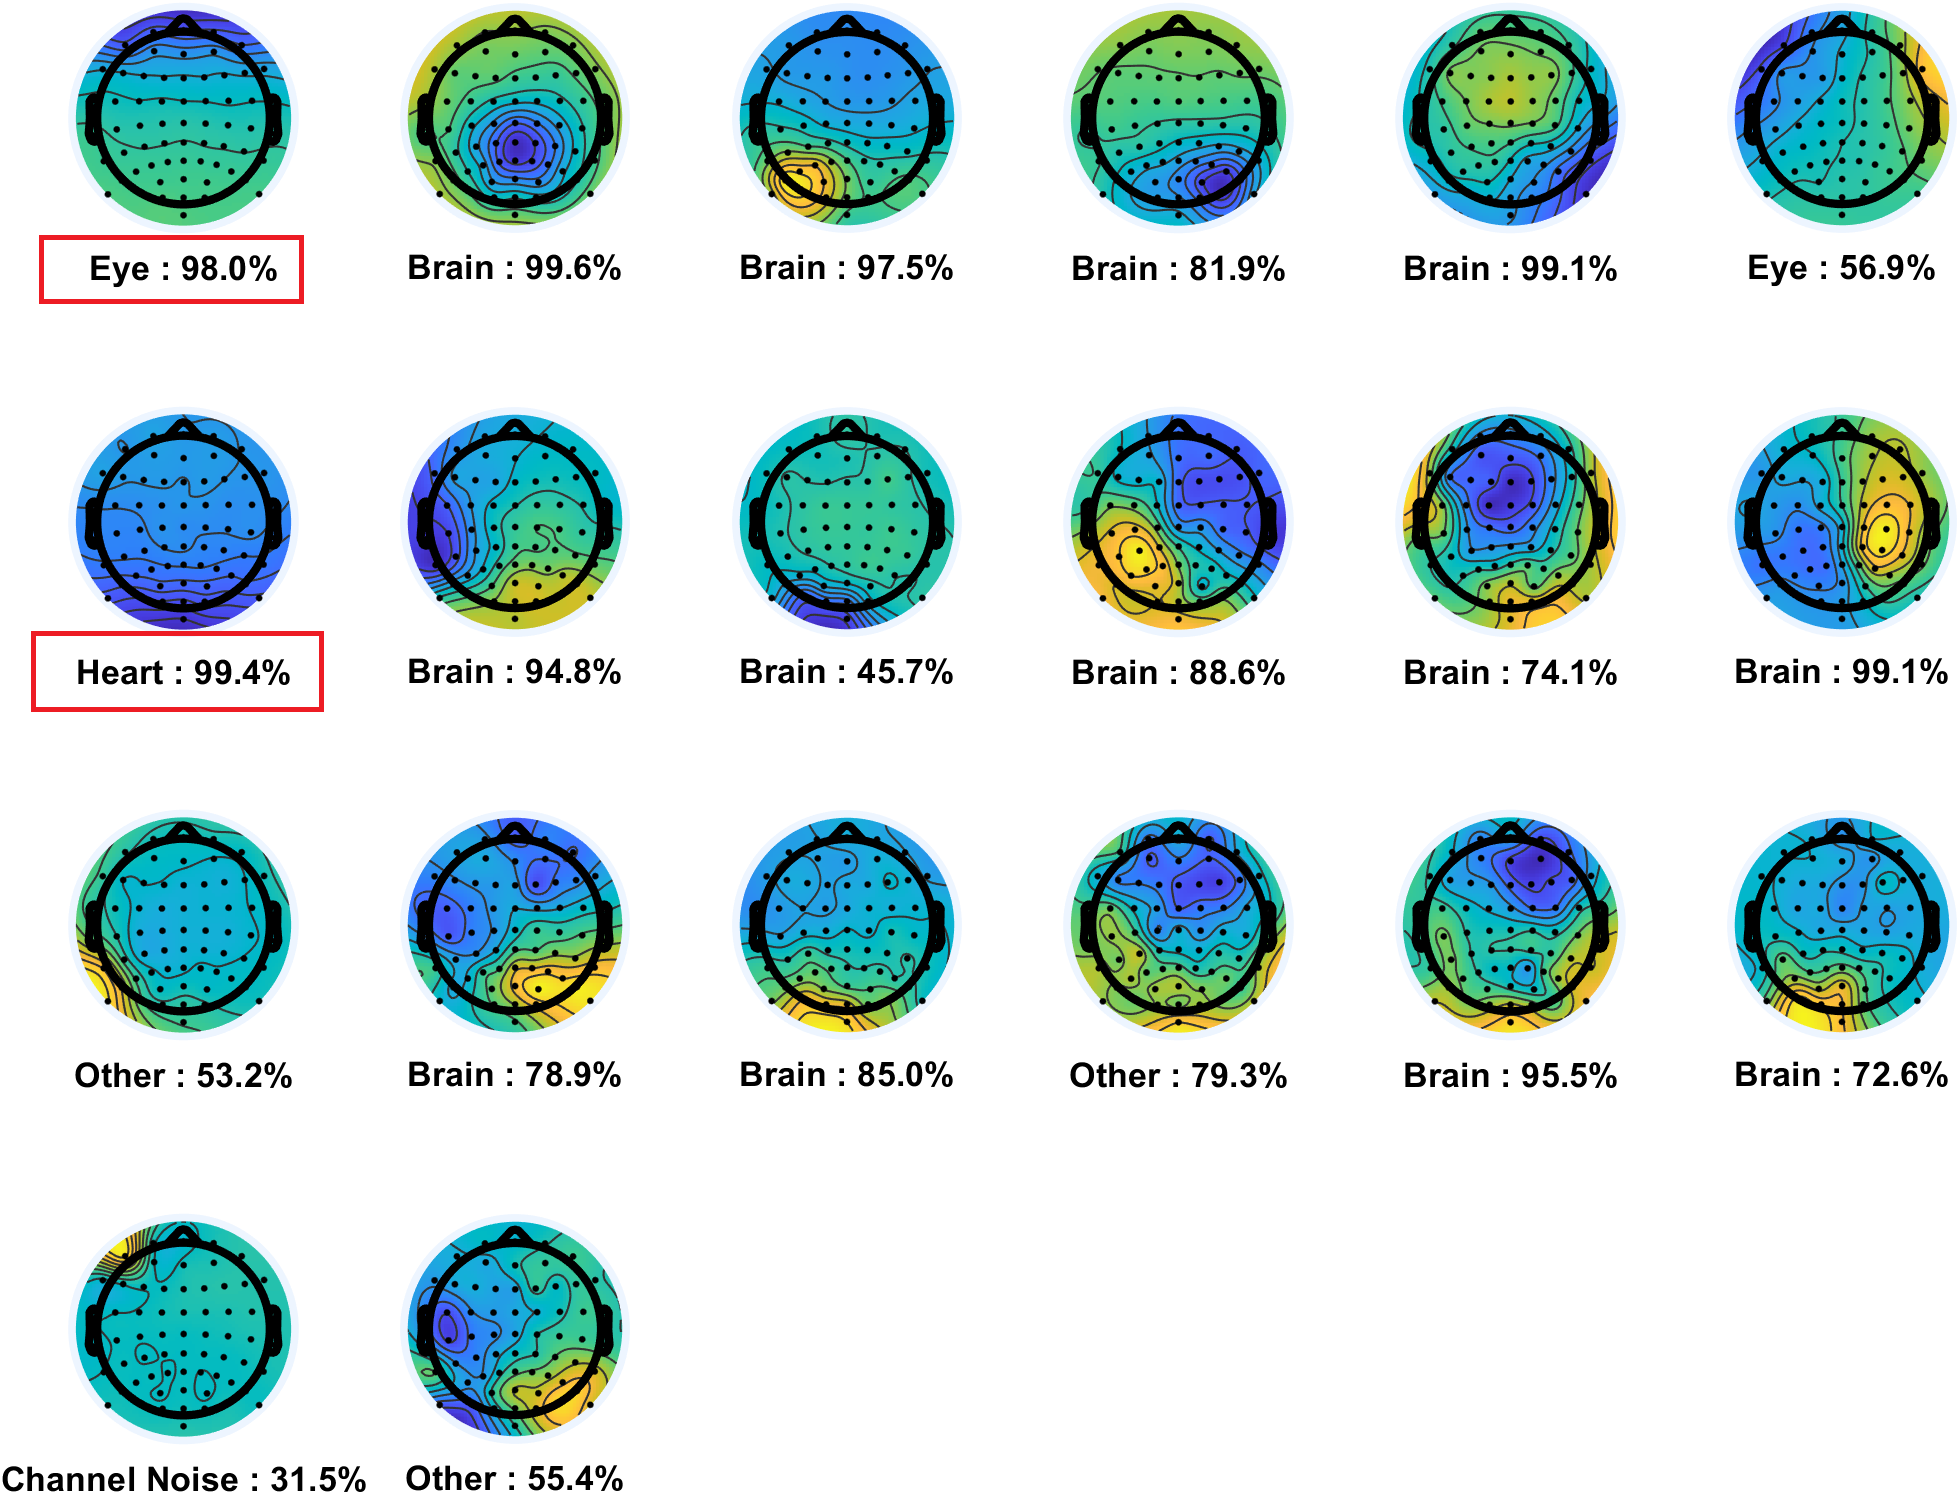 Eye : 98.0%
Brain : 99.6%
Brain : 97.5%
Brain : 81.9%
Brain : 99.1%
Eye : 56.9%
Heart : 99.4%
Brain : 94.8%
Brain : 45.7%
Brain : 88.6%
Brain : 74.1%
Brain : 99.1%
Other : 53.2%
Brain : 78.9%
Brain : 85.0%
Other : 79.3%
Brain : 95.5%
Brain : 72.6%
Channel Noise : 31.5%
Other : 55.4%